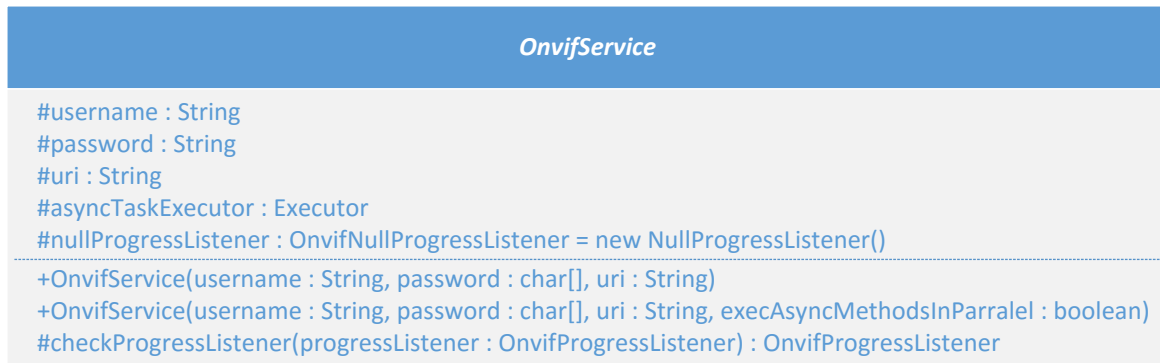 OnvifService
#username : String
#password : String
#uri : String
#asyncTaskExecutor : Executor
#nullProgressListener : OnvifNullProgressListener = new NullProgressListener()
+OnvifService(username : String, password : char[], uri : String)
+OnvifService(username : String, password : char[], uri : String, execAsyncMethodsInParralel : boolean)
#checkProgressListener(progressListener : OnvifProgressListener) : OnvifProgressListener